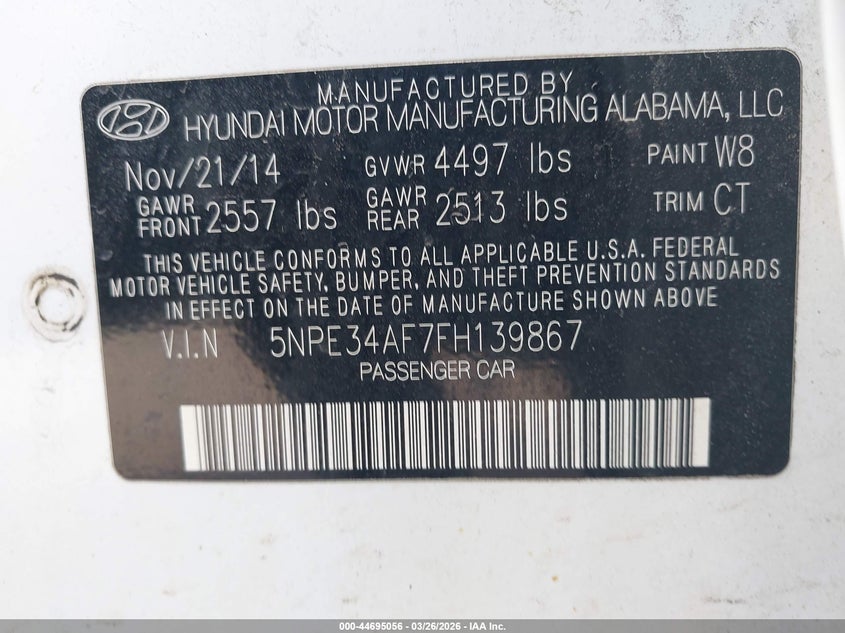 MANUFACTURED BY
HYUNDAI MOTOR MANUFACTURING ALABAMA, LLC
Nov/21/14 GVWR 4497 lbs PAINT W8
GAWR FRONT 2557 lbs GAWR REAR 2513 lbs TRIM CT
THIS VEHICLE CONFORMS TO ALL APPLICABLE U.S.A. FEDERAL
MOTOR VEHICLE SAFETY, BUMPER, AND THEFT PREVENTION STANDARDS
IN EFFECT ON THE DATE OF MANUFACTURE SHOWN ABOVE
V.I.N 5NPE34AF7FH139867
PASSENGER CAR
000-44695056 - 03/26/2026 - IAA Inc.